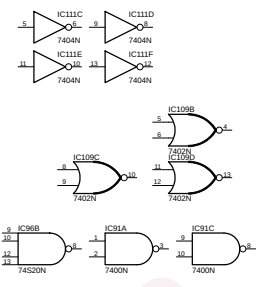 IC111C IC111D
5 6 9 8
7404N 7404N
IC111E IC111F
11 10 13 12
7404N 7404N
IC109B
5
4
6
7402N
IC109C IC109D
8 11
10 13
9 12
7402N 7402N
IC96B IC91A IC91C
9 1 9
10
8 3 8
12 2 10
13
74S20N 7400N 7400N